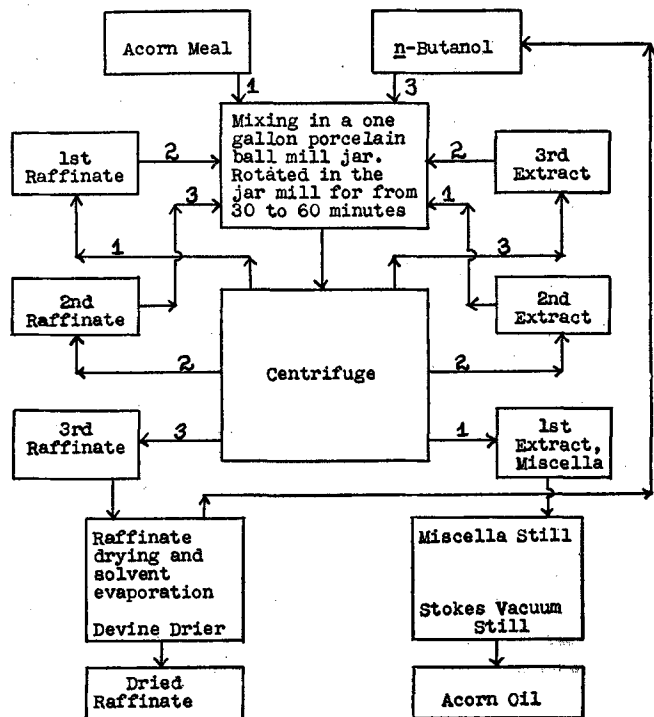 Acorn Meal
n-Butanol
1
3
Mixing in a one
gallon porcelain
ball mill jar.
Rotated in the
jar mill for from
30 to 60 minutes
1st
Raffinate
2
3
2
1
3rd
Extract
1
3
2nd
Raffinate
2nd
Extract
Centrifuge
2
2
3rd
Raffinate
3
1
1st
Extract,
Miscella
Raffinate
drying and
solvent
evaporation
Devine Drier
Miscella Still
Stokes Vacuum
Still
Dried
Raffinate
Acorn Oil